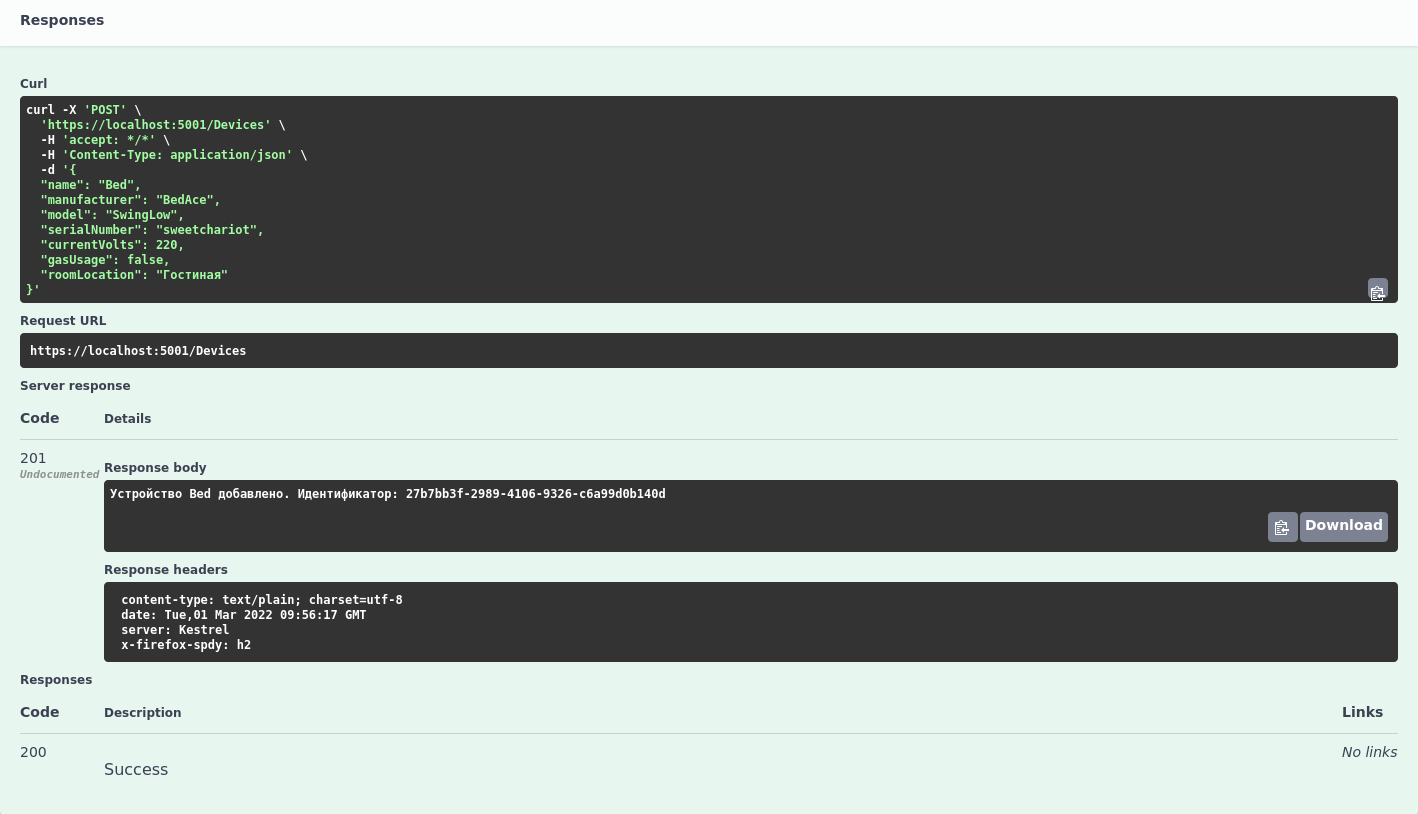 Responses
Curl
curl -X 'POST' \
  'https://localhost:5001/Devices' \
  -H 'accept: */*' \
  -H 'Content-Type: application/json' \
  -d '{
  "name": "Bed",
  "manufacturer": "BedAce",
  "model": "SwingLow",
  "serialNumber": "sweetchariot",
  "currentVolts": 220,
  "gasUsage": false,
  "roomLocation": "Гостиная"
}'
Request URL
https://localhost:5001/Devices
Server response
Code Details
201
Undocumented
Response body
Устройство Bed добавлено. Идентификатор: 27b7bb3f-2989-4106-9326-c6a99d0b140d
Download
Response headers
content-type: text/plain; charset=utf-8
date: Tue,01 Mar 2022 09:56:17 GMT
server: Kestrel
x-firefox-spdy: h2
Responses
Code Description Links
200 No links
Success